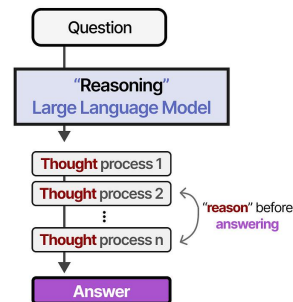 Question
“Reasoning”
Large Language Model
Thought process 1
Thought process 2
Thought process n
“reason” before
answering
Answer